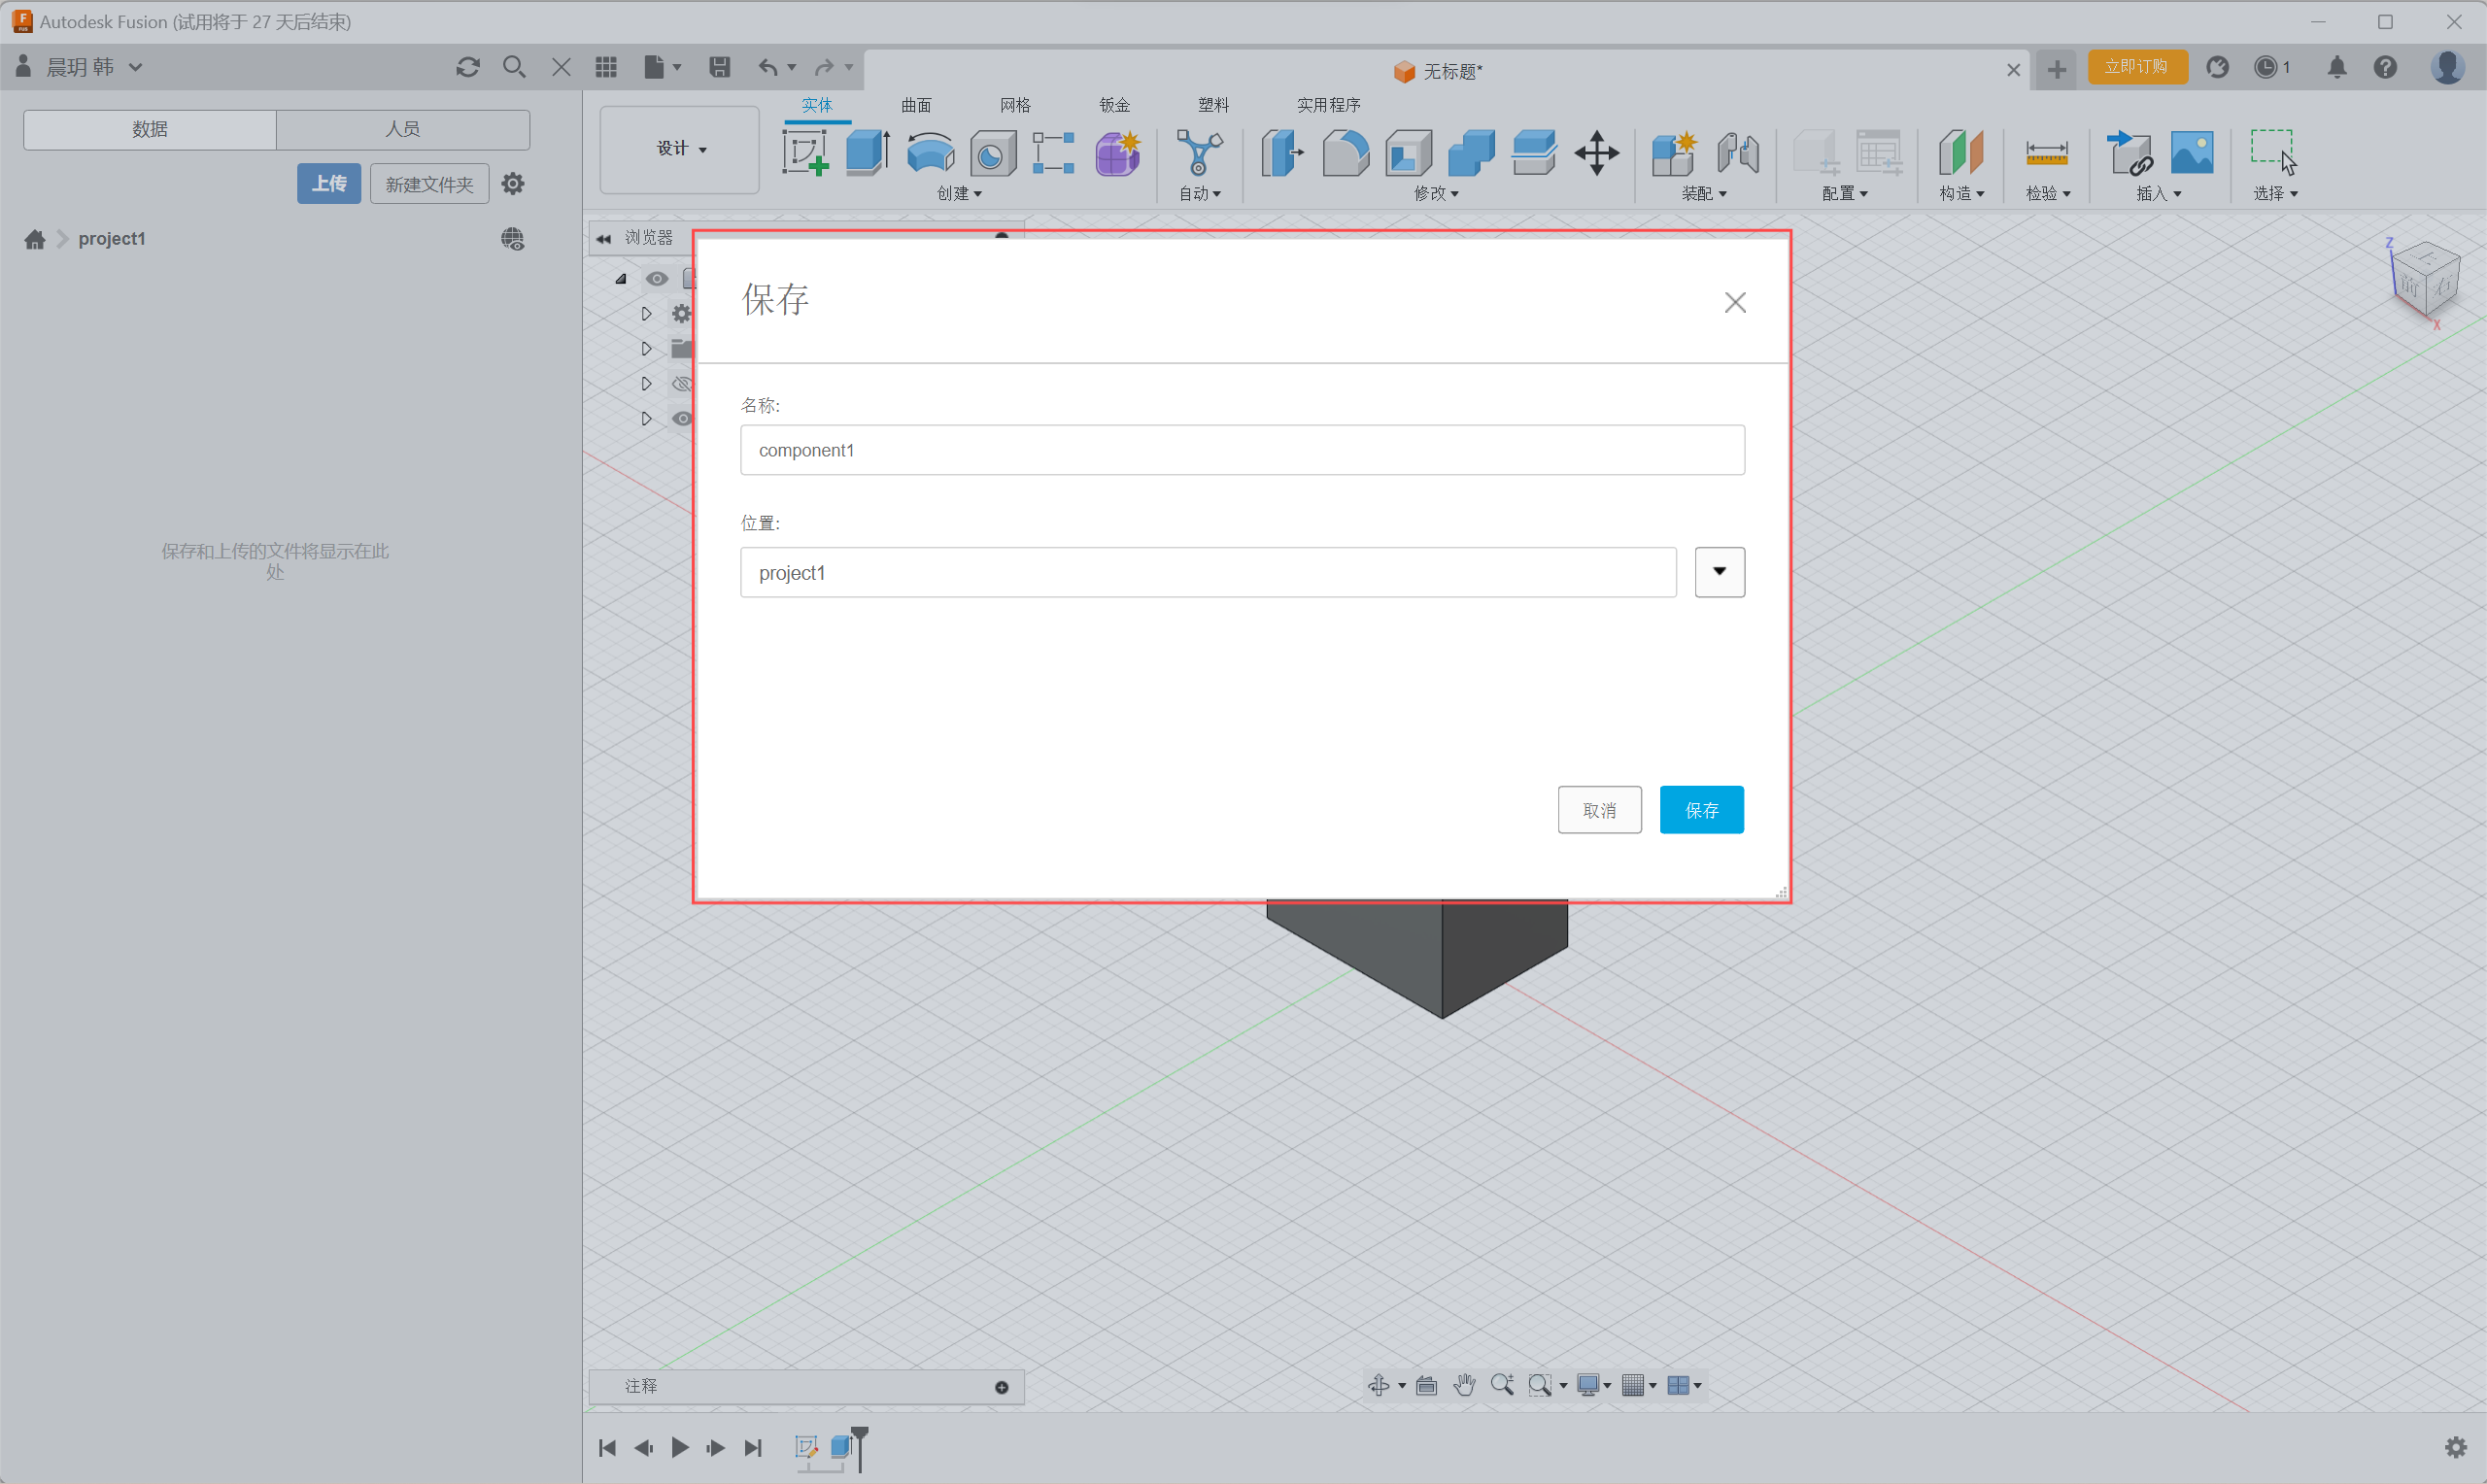 Autodesk Fusion (试用将于 27 天后结束)
晨玥 韩
无标题*
立即订购
1
数据
人员
上传
新建文件夹
project1
保存和上传的文件将显示在此
处
设计
实体
曲面
网格
钣金
塑料
实用程序
创建
自动
修改
装配
配置
构造
检验
插入
选择
浏览器
Z
X
保存
名称:
component1
位置:
project1
取消
保存
注释